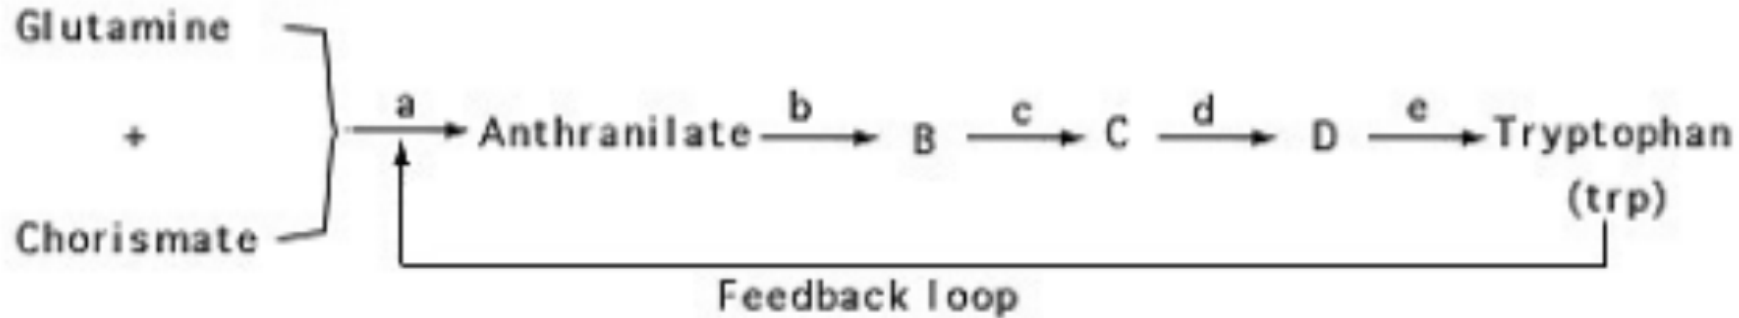 Glutamine
+
a
b
c
d
e
Anthranilate
B
C
D
Tryptophan
(trp)
Chorismate
Feedback loop